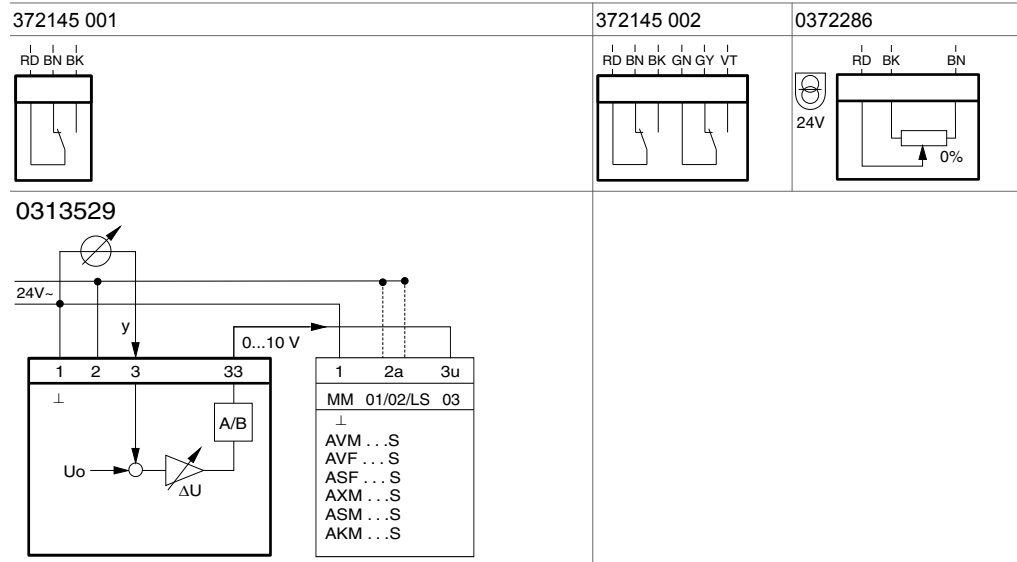 372145 001
RD BN BK
372145 002
RD BN BK GN GY VT
0372286
RD BK BN
24V
0%
0313529
24V~
y
0...10 V
1 2 3 33
⊥
A/B
Uo
ΔU
1 2a 3u
MM 01/02/LS 03
⊥
AVM . . .S
AVF . . . S
ASF . . . S
AXM . . .S
ASM . . .S
AKM . . .S